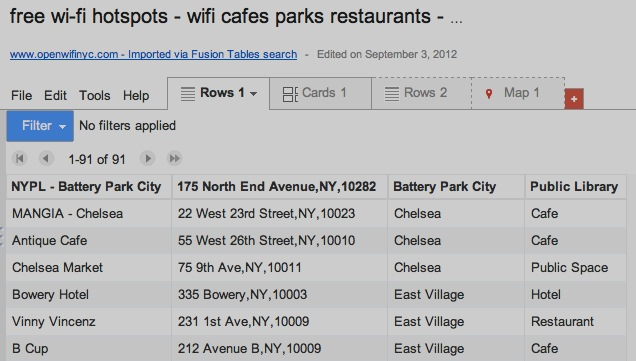 free wi-fi hotspots - wifi cafes parks restaurants - ...
www.openwifinyc.com - Imported via Fusion Tables search - Edited on September 3, 2012
File Edit Tools Help Rows 1 Cards 1 Rows 2 Map 1 +
Filter No filters applied
1-91 of 91
NYPL - Battery Park City 175 North End Avenue,NY,10282 Battery Park City Public Library
MANGIA - Chelsea 22 West 23rd Street,NY,10023 Chelsea Cafe
Antique Cafe 55 West 26th Street,NY,10010 Chelsea Cafe
Chelsea Market 75 9th Ave,NY,10011 Chelsea Public Space
Bowery Hotel 335 Bowery,NY,10003 East Village Hotel
Vinny Vincenz 231 1st Ave,NY,10009 East Village Restaurant
B Cup 212 Avenue B,NY,10009 East Village Cafe